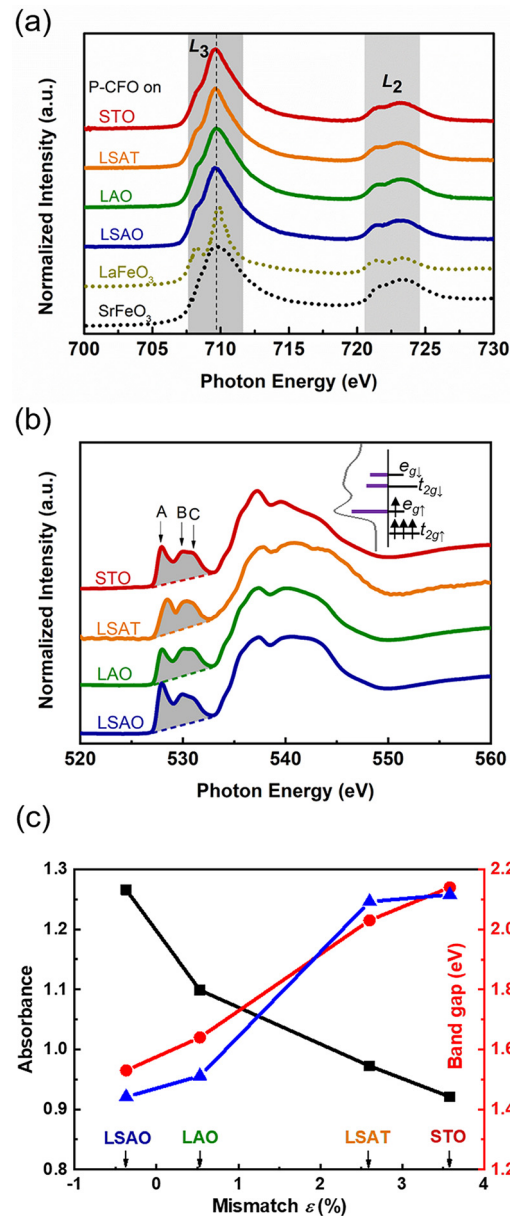 (a)
L3
L2
P-CFO on
STO
LSAT
LAO
LSAO
LaFeO3
SrFeO3
Normalized Intensity (a.u.)
700 705 710 715 720 725 730
Photon Energy (eV)
(b)
A B C
eg↓
t2g↓
eg↑
t2g↑
STO
LSAT
LAO
LSAO
Normalized Intensity (a.u.)
520 530 540 550 560
Photon Energy (eV)
(c)
1.3
1.2
1.1
1.0
0.9
0.8
Absorbance
2.2
2.0
1.8
1.6
1.4
1.2
Band gap (eV)
LSAO LAO LSAT STO
-1 0 1 2 3 4
Mismatch ε(%)